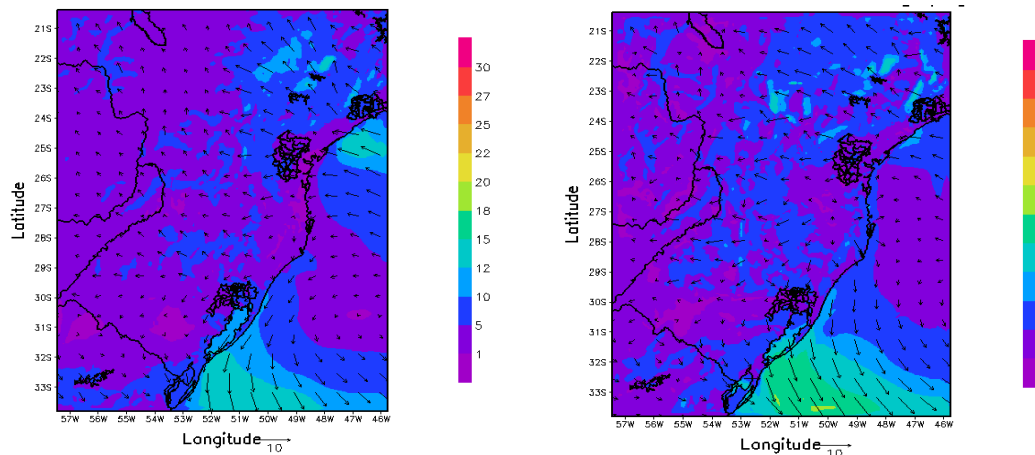 21S
22S
23S
24S
25S
26S
27S
28S
29S
30S
31S
32S
33S
57W 56W 55W 54W 53W 52W 51W 50W 49W 48W 47W 46W
Latitude
Longitude
10
30
27
25
22
20
18
15
12
10
5
1
21S
22S
23S
24S
25S
26S
27S
28S
29S
30S
31S
32S
33S
57W 56W 55W 54W 53W 52W 51W 50W 49W 48W 47W 46W
Latitude
Longitude
10